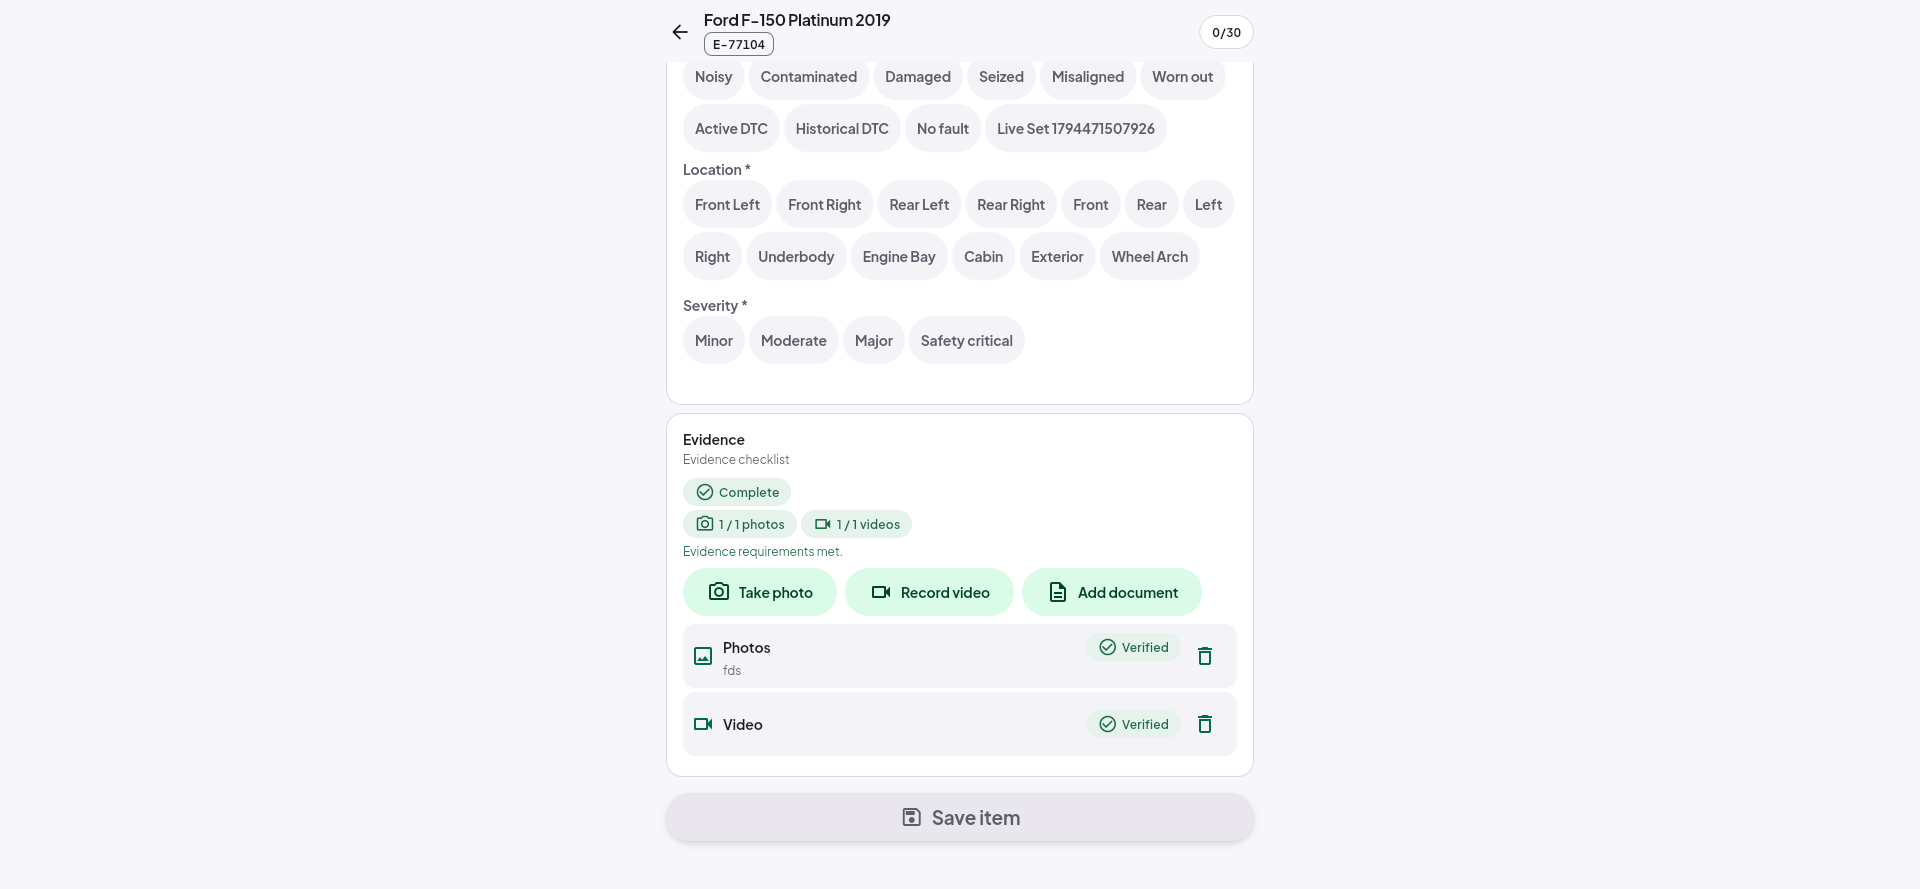 Ford F-150 Platinum 2019
E-77104
0/30
Noisy Contaminated Damaged Seized Misaligned Worn out
Active DTC Historical DTC No fault Live Set 1794471507926
Location *
Front Left Front Right Rear Left Rear Right Front Rear Left
Right Underbody Engine Bay Cabin Exterior Wheel Arch
Severity *
Minor Moderate Major Safety critical
Evidence
Evidence checklist
Complete
1 / 1 photos 1 / 1 videos
Evidence requirements met.
Take photo Record video Add document
Photos Verified
fds
Video Verified
Save item